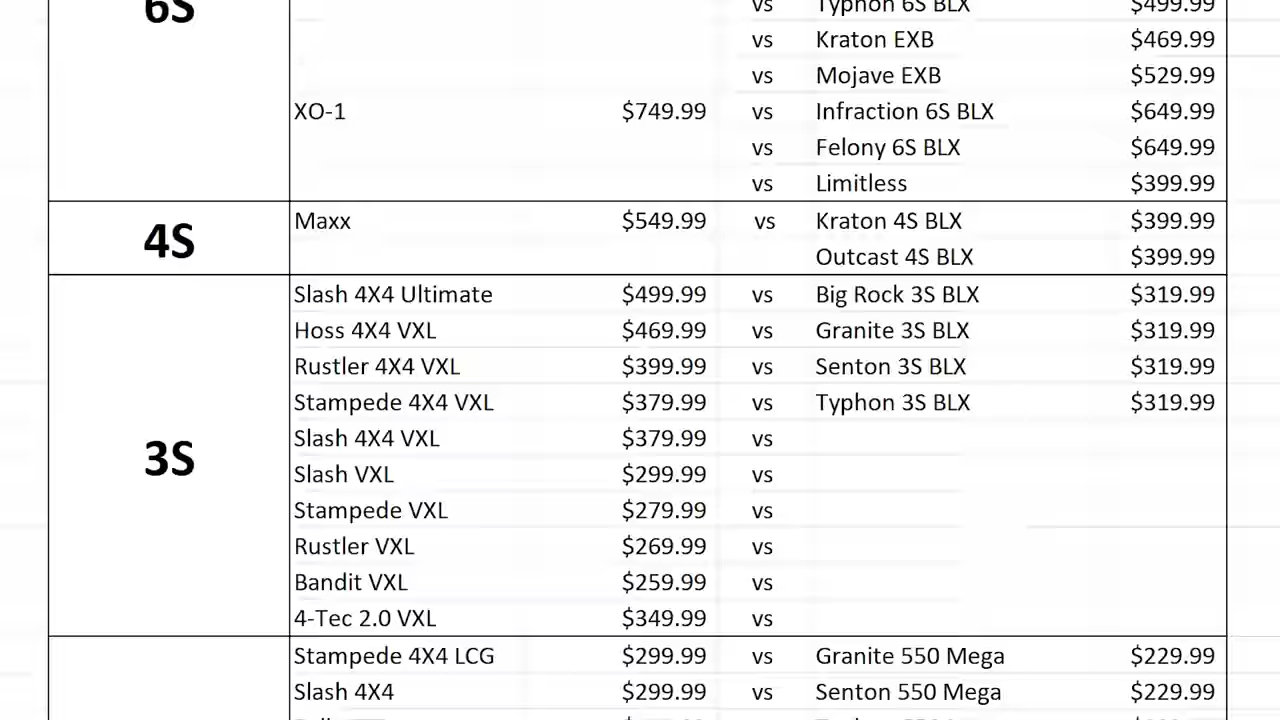 6S
vs Typhon 6S BLX $499.99
vs Kraton EXB $469.99
vs Mojave EXB $529.99
XO-1 $749.99 vs Infraction 6S BLX $649.99
vs Felony 6S BLX $649.99
vs Limitless $399.99
4S
Maxx $549.99 vs Kraton 4S BLX $399.99
Outcast 4S BLX $399.99
3S
Slash 4X4 Ultimate $499.99 vs Big Rock 3S BLX $319.99
Hoss 4X4 VXL $469.99 vs Granite 3S BLX $319.99
Rustler 4X4 VXL $399.99 vs Senton 3S BLX $319.99
Stampede 4X4 VXL $379.99 vs Typhon 3S BLX $319.99
Slash 4X4 VXL $379.99 vs
Slash VXL $299.99 vs
Stampede VXL $279.99 vs
Rustler VXL $269.99 vs
Bandit VXL $259.99 vs
4-Tec 2.0 VXL $349.99 vs
Stampede 4X4 LCG $299.99 vs Granite 550 Mega $229.99
Slash 4X4 $299.99 vs Senton 550 Mega $229.99